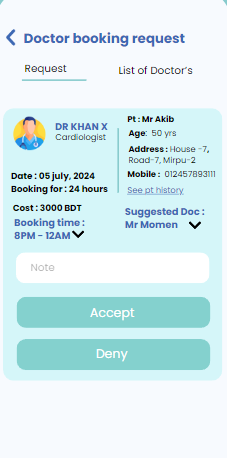 Doctor booking request
Request
List of Doctor's
DR KHAN X
Cardiologist
Date : 05 july, 2024
Booking for : 24 hours
Cost : 3000 BDT
Booking time :
8PM - 12AM
Pt : Mr Akib
Age: 50 yrs
Address : House -7,
Road-7, Mirpu-2
Mobile : 012457893111
See pt history
Suggested Doc :
Mr Momen
Note
Accept
Deny